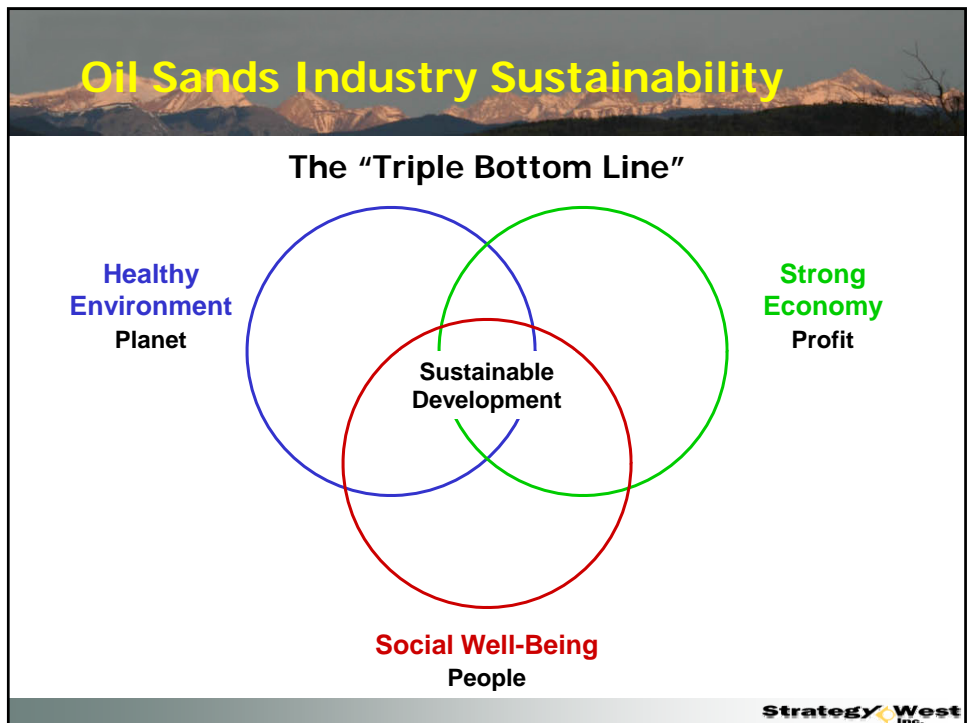 Oil Sands Industry Sustainability
The “Triple Bottom Line”
Healthy
Environment
Planet
Strong
Economy
Profit
Sustainable
Development
Social Well-Being
People
Strategy West
Inc.